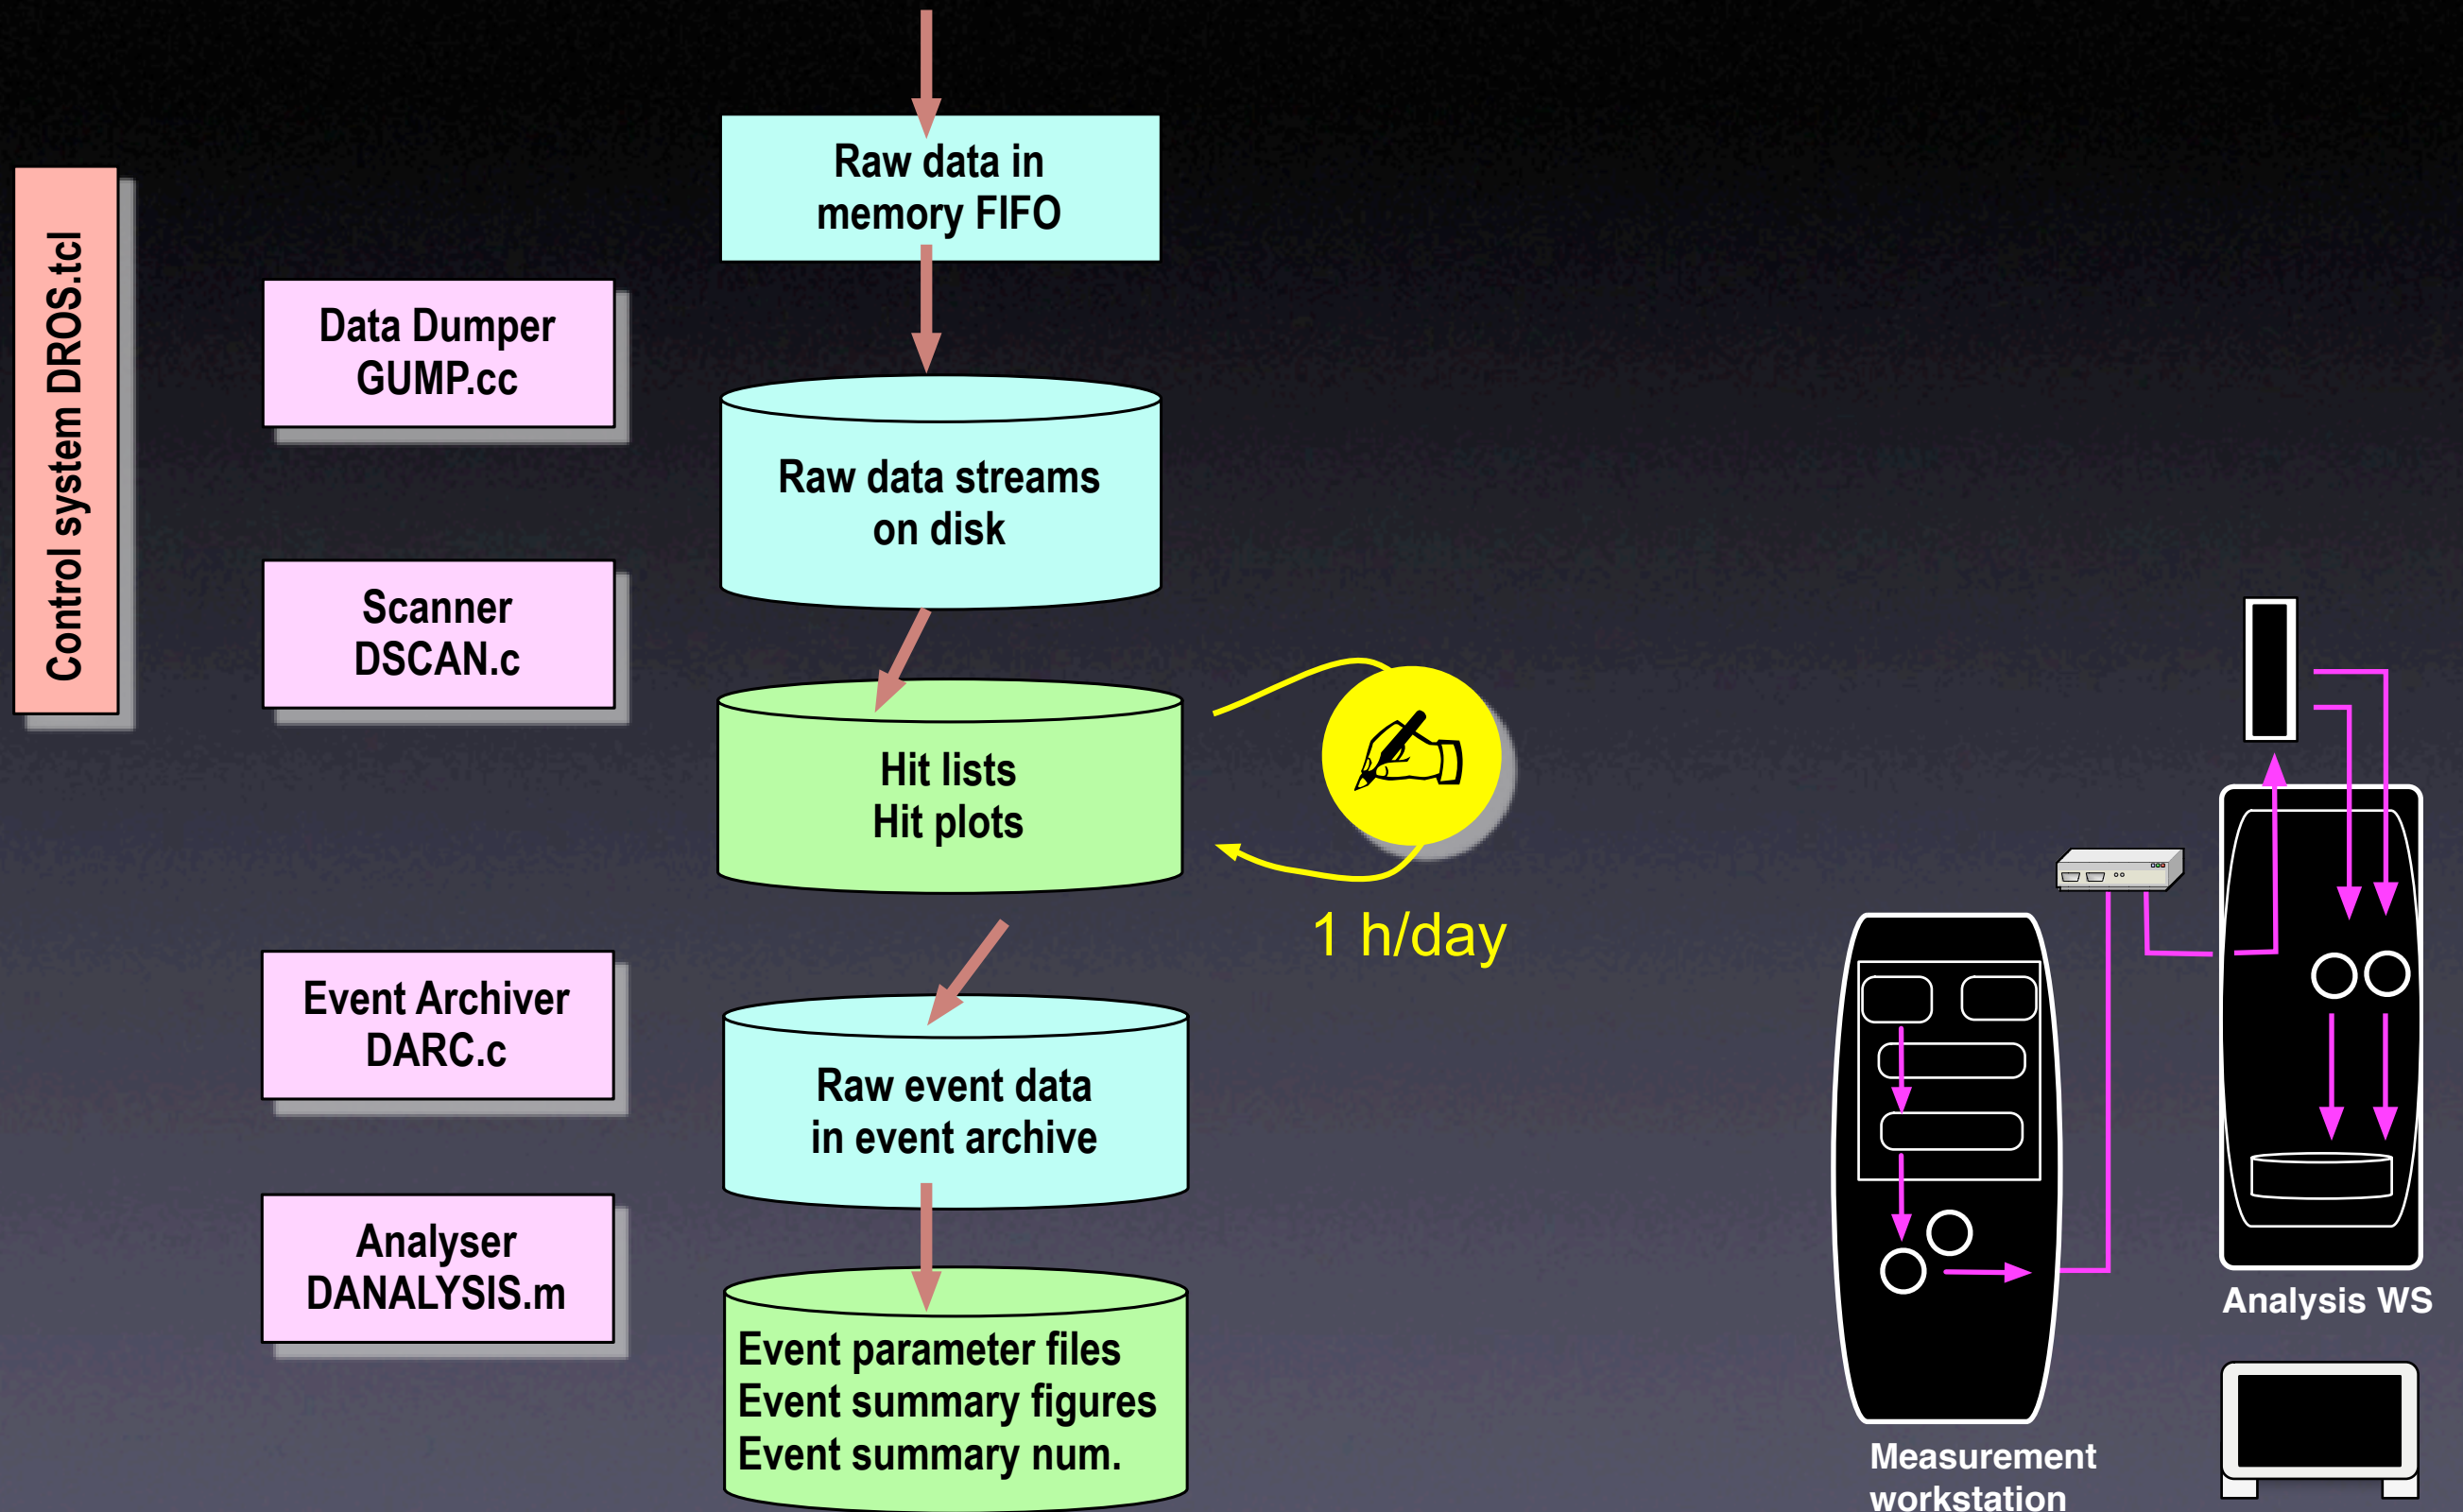 Control system DROS.tcl
Raw data in
memory FIFO
Data Dumper
GUMP.cc
Raw data streams
on disk
Scanner
DSCAN.c
Hit lists
Hit plots
1 h/day
Event Archiver
DARC.c
Raw event data
in event archive
Analyser
DANALYSIS.m
Event parameter files
Event summary figures
Event summary num.
Analysis WS
Measurement
workstation